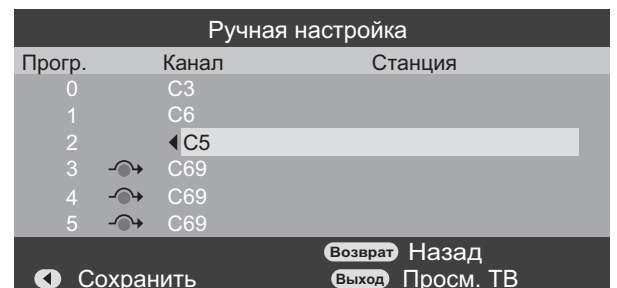 Ручная настройка
Прогр. Канал Станция
0 C3
1 C6
2 C5
3 C69
4 C69
5 C69
Возврат Назад
Сохранить Выход Просм. ТВ